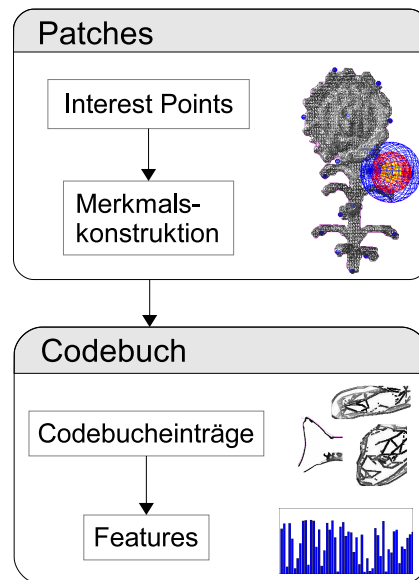 Patches
Interest Points
Merkmals-
konstruktion
Codebuch
Codebucheinträge
Features